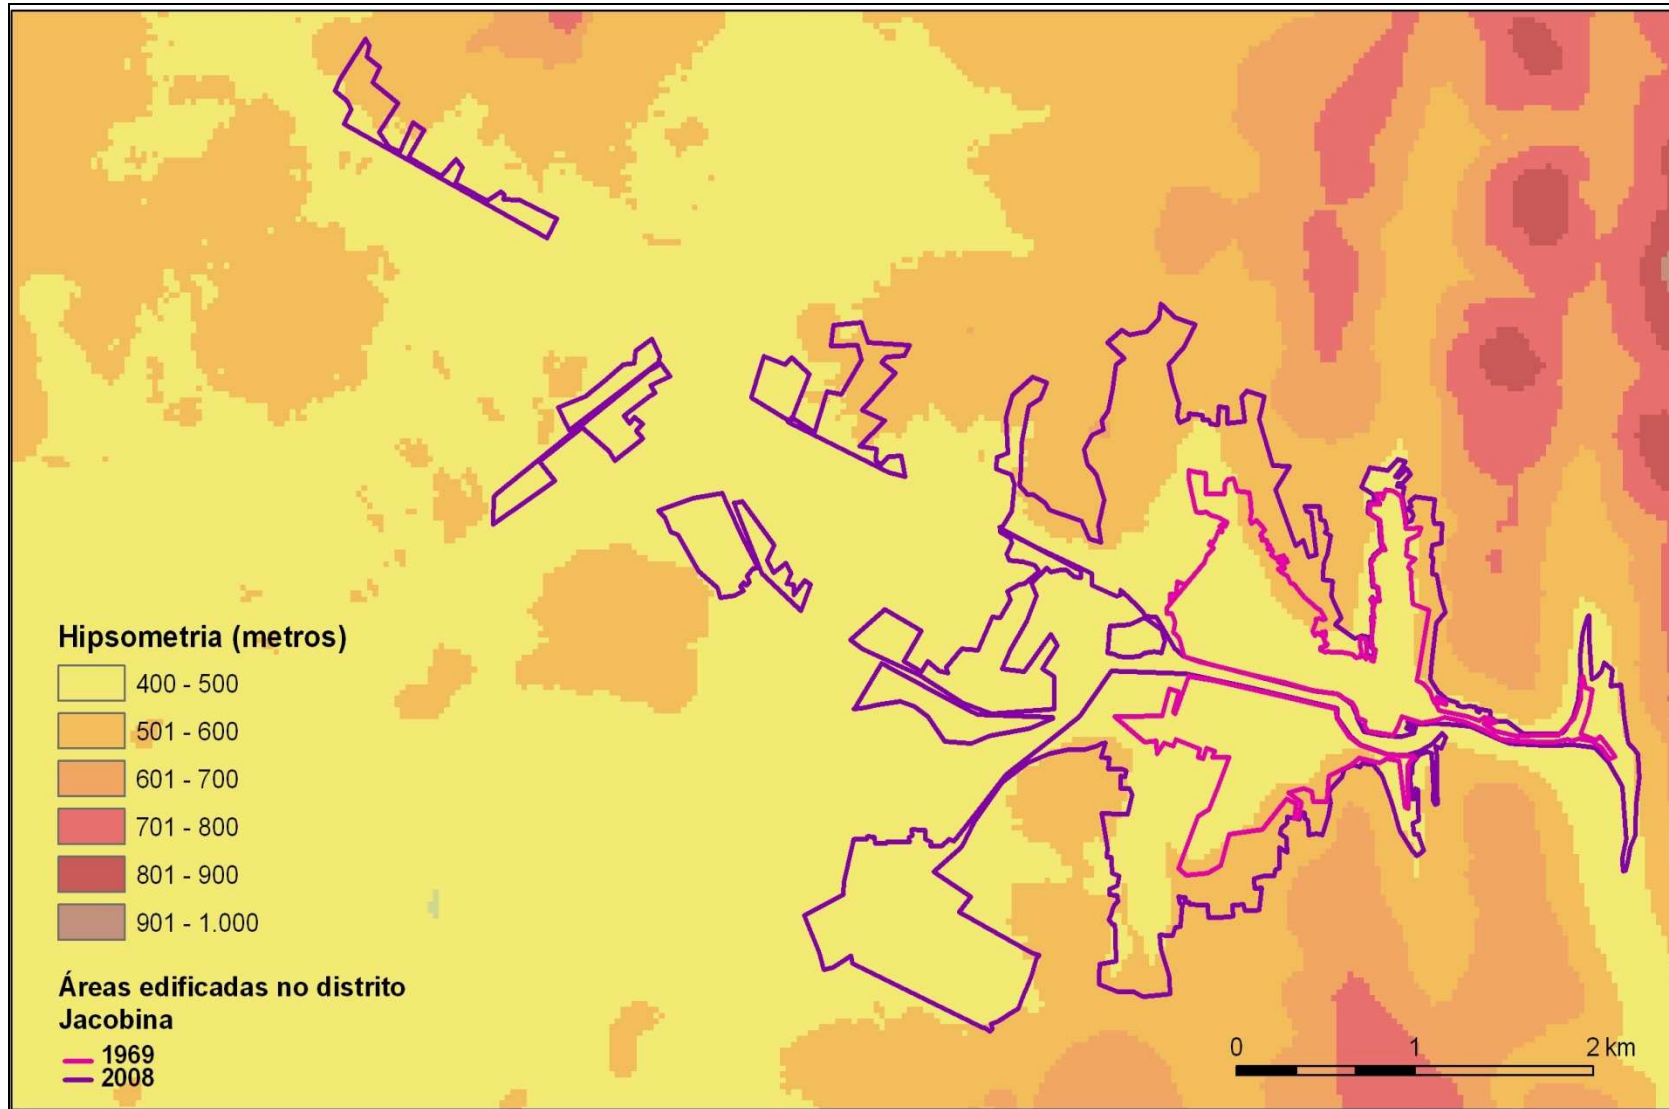 Hipsometria (metros)
400 - 500
501 - 600
601 - 700
701 - 800
801 - 900
901 - 1.000
Áreas edificadas no distrito
Jacobina
1969
2008
0 1 2 km